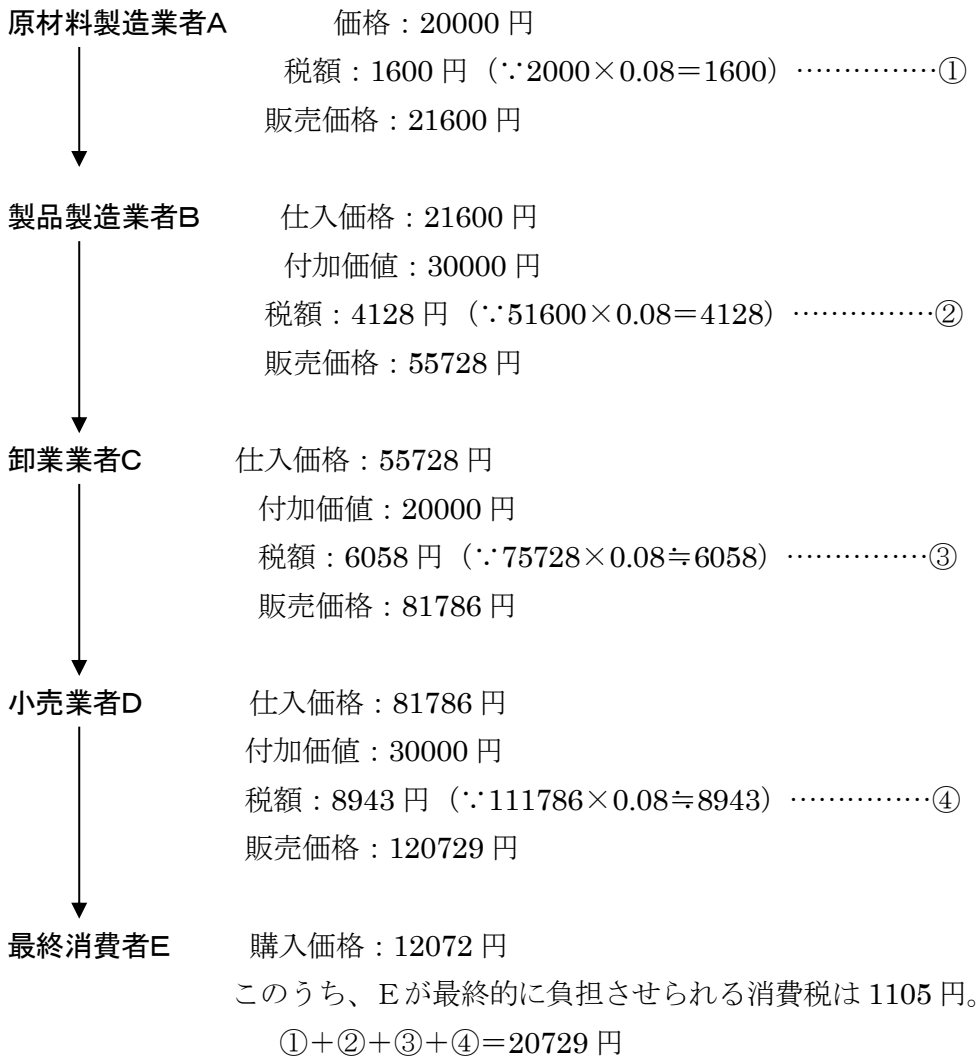 原材料製造業者A 価格：20000 円
税額：1600 円（∵2000×0.08＝1600）……………①
販売価格：21600 円
製品製造業者B 仕入価格：21600 円
付加価値：30000 円
税額：4128 円（∵51600×0.08＝4128）……………②
販売価格：55728 円
卸業業者C 仕入価格：55728 円
付加価値：20000 円
税額：6058 円（∵75728×0.08≒6058）……………③
販売価格：81786 円
小売業者D 仕入価格：81786 円
付加価値：30000 円
税額：8943 円（∵111786×0.08≒8943）……………④
販売価格：120729 円
最終消費者E 購入価格：12072 円
このうち、Eが最終的に負担させられる消費税は 1105 円。
①＋②＋③＋④＝20729 円